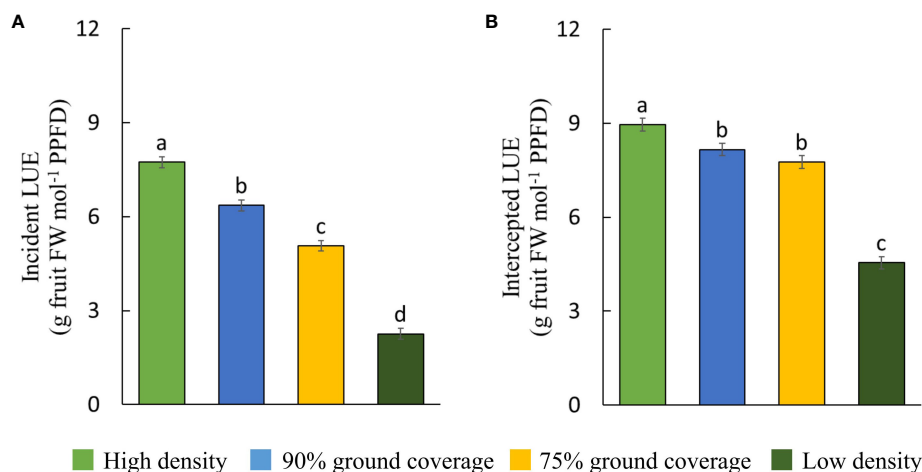 A
Incident LUE
(g fruit FW mol⁻¹ PPFD)
12
9
6
3
0
a
b
c
d
B
Intercepted LUE
(g fruit FW mol⁻¹ PPFD)
12
9
6
3
0
a
b
b
c
High density 90% ground coverage 75% ground coverage Low density